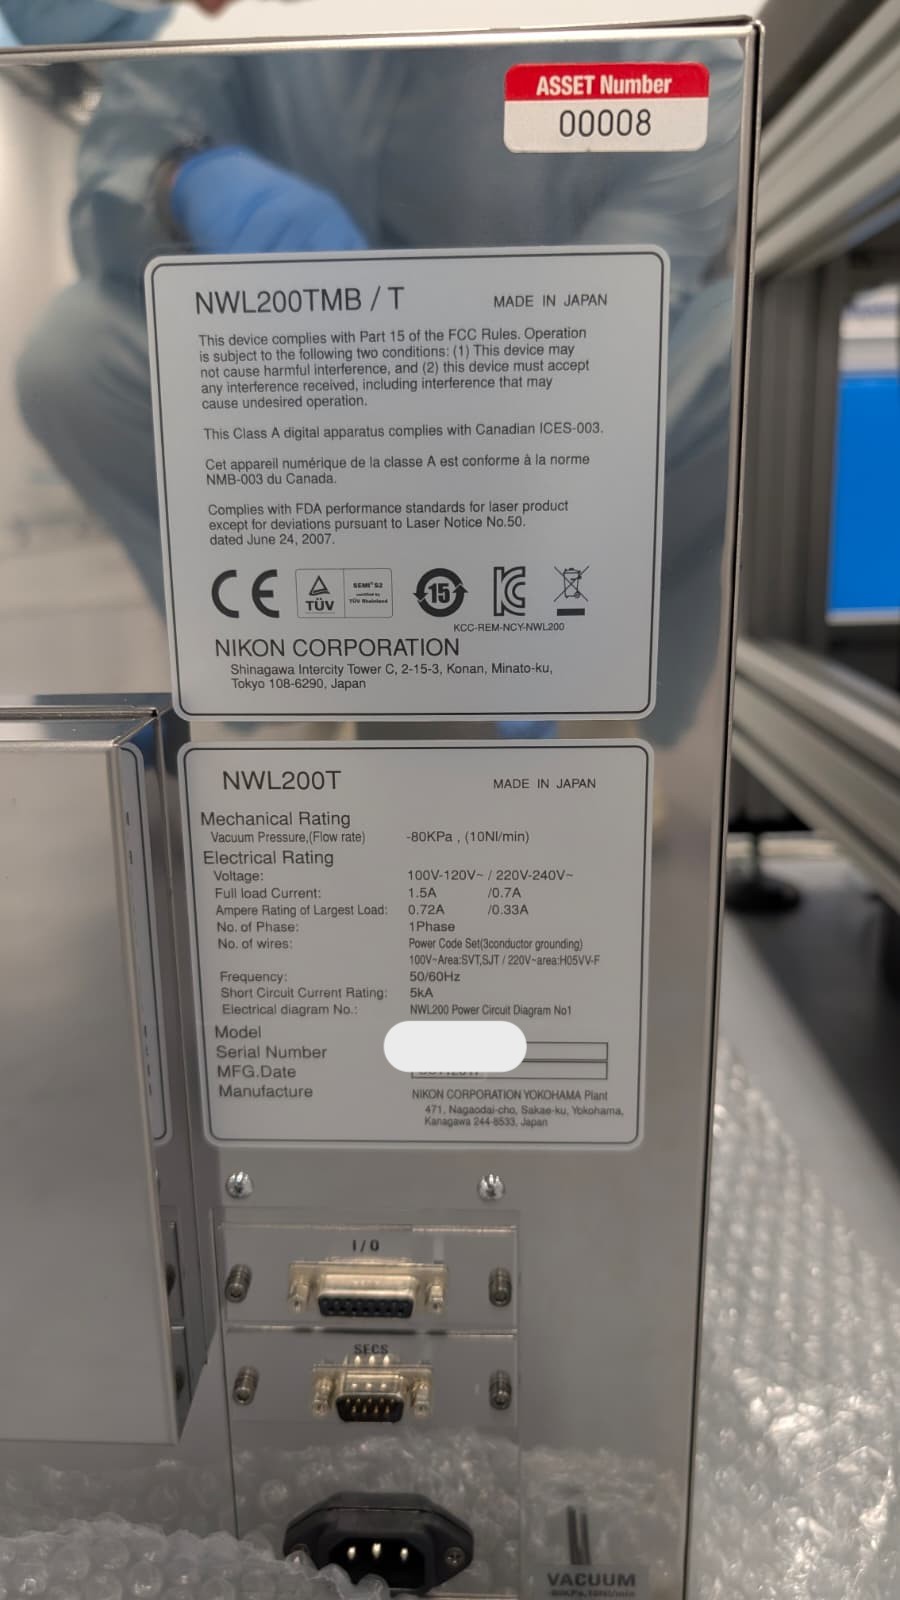 ASSET Number
00008
NWL200TMB / T MADE IN JAPAN
This device complies with Part 15 of the FCC Rules. Operation
is subject to the following two conditions: (1) This device may
not cause harmful interference, and (2) this device must accept
any interference received, including interference that may
cause undesired operation.
This Class A digital apparatus complies with Canadian ICES-003.
Cet appareil numérique de la classe A est conforme à la norme
NMB-003 du Canada.
Complies with FDA performance standards for laser product
except for deviations pursuant to Laser Notice No.50.
dated June 24, 2007.
CE TÜV SEMI® S2 certified by TÜV Rheinland 15 KC
KCC-REM-NCY-NWL200
NIKON CORPORATION
Shinagawa Intercity Tower C, 2-15-3, Konan, Minato-ku,
Tokyo 108-6290, Japan
NWL200T MADE IN JAPAN
Mechanical Rating
Vacuum Pressure,(Flow rate) -80KPa , (10Nl/min)
Electrical Rating
Voltage: 100V-120V~ / 220V-240V~
Full load Current: 1.5A /0.7A
Ampere Rating of Largest Load: 0.72A /0.33A
No. of Phase: 1Phase
No. of wires: Power Code Set(3conductor grounding)
100V~Area:SVT,SJT / 220V~area:H05VV-F
Frequency: 50/60Hz
Short Circuit Current Rating: 5kA
Electrical diagram No.: NWL200 Power Circuit Diagram No1
Model
Serial Number
MFG.Date
Manufacture NIKON CORPORATION YOKOHAMA Plant
471, Nagaodai-cho, Sakae-ku, Yokohama,
Kanagawa 244-8533, Japan
I/O
SECS
VACUUM